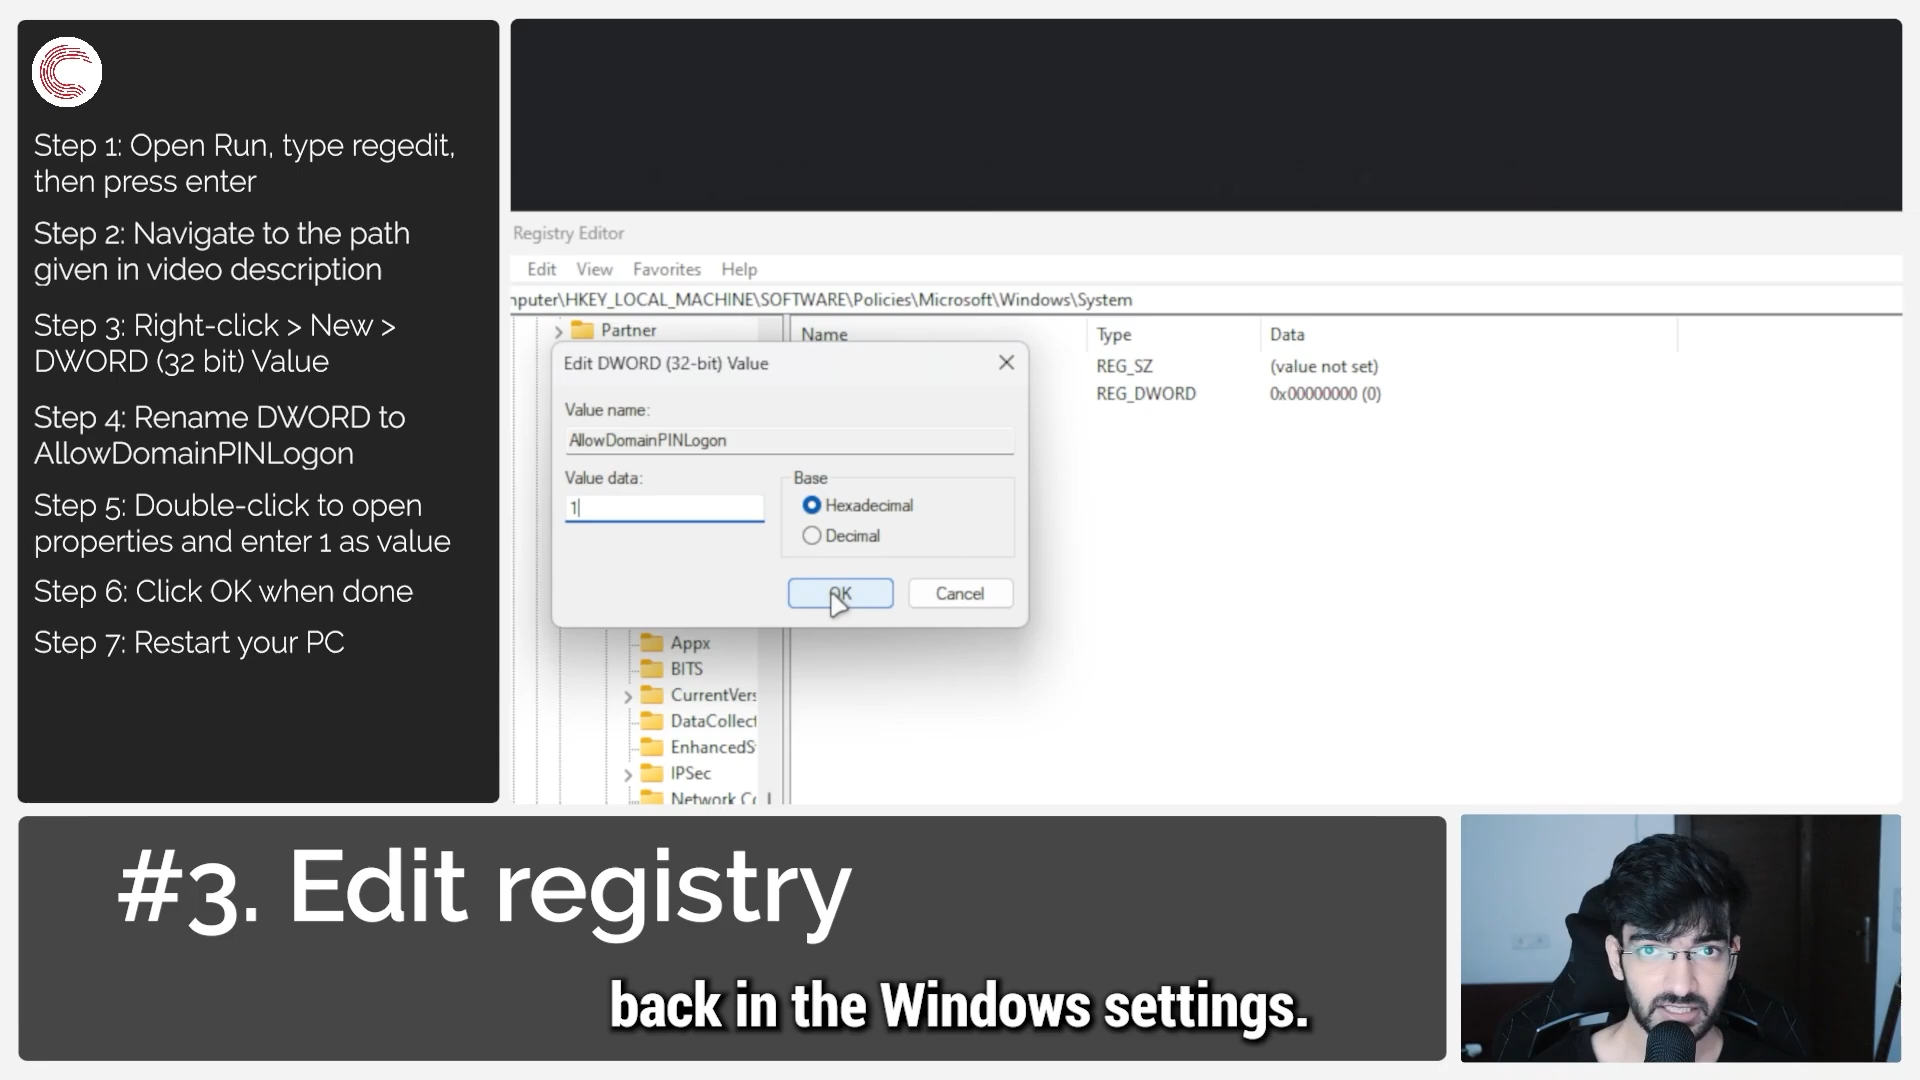 Step 1: Open Run, type regedit,
then press enter
Step 2: Navigate to the path
given in video description
Step 3: Right-click > New >
DWORD (32 bit) Value
Step 4: Rename DWORD to
AllowDomainPINLogon
Step 5: Double-click to open
properties and enter 1 as value
Step 6: Click OK when done
Step 7: Restart your PC
Registry Editor
Edit View Favorites Help
nputer\HKEY_LOCAL_MACHINE\SOFTWARE\Policies\Microsoft\Windows\System
Partner
Name Type Data
REG_SZ (value not set)
REG_DWORD 0x00000000 (0)
Edit DWORD (32-bit) Value
Value name:
AllowDomainPINLogon
Value data:
1
Base
Hexadecimal
Decimal
OK Cancel
Appx
BITS
CurrentVers
DataCollect
EnhancedS
IPSec
Network Co
#3. Edit registry
back in the Windows settings.